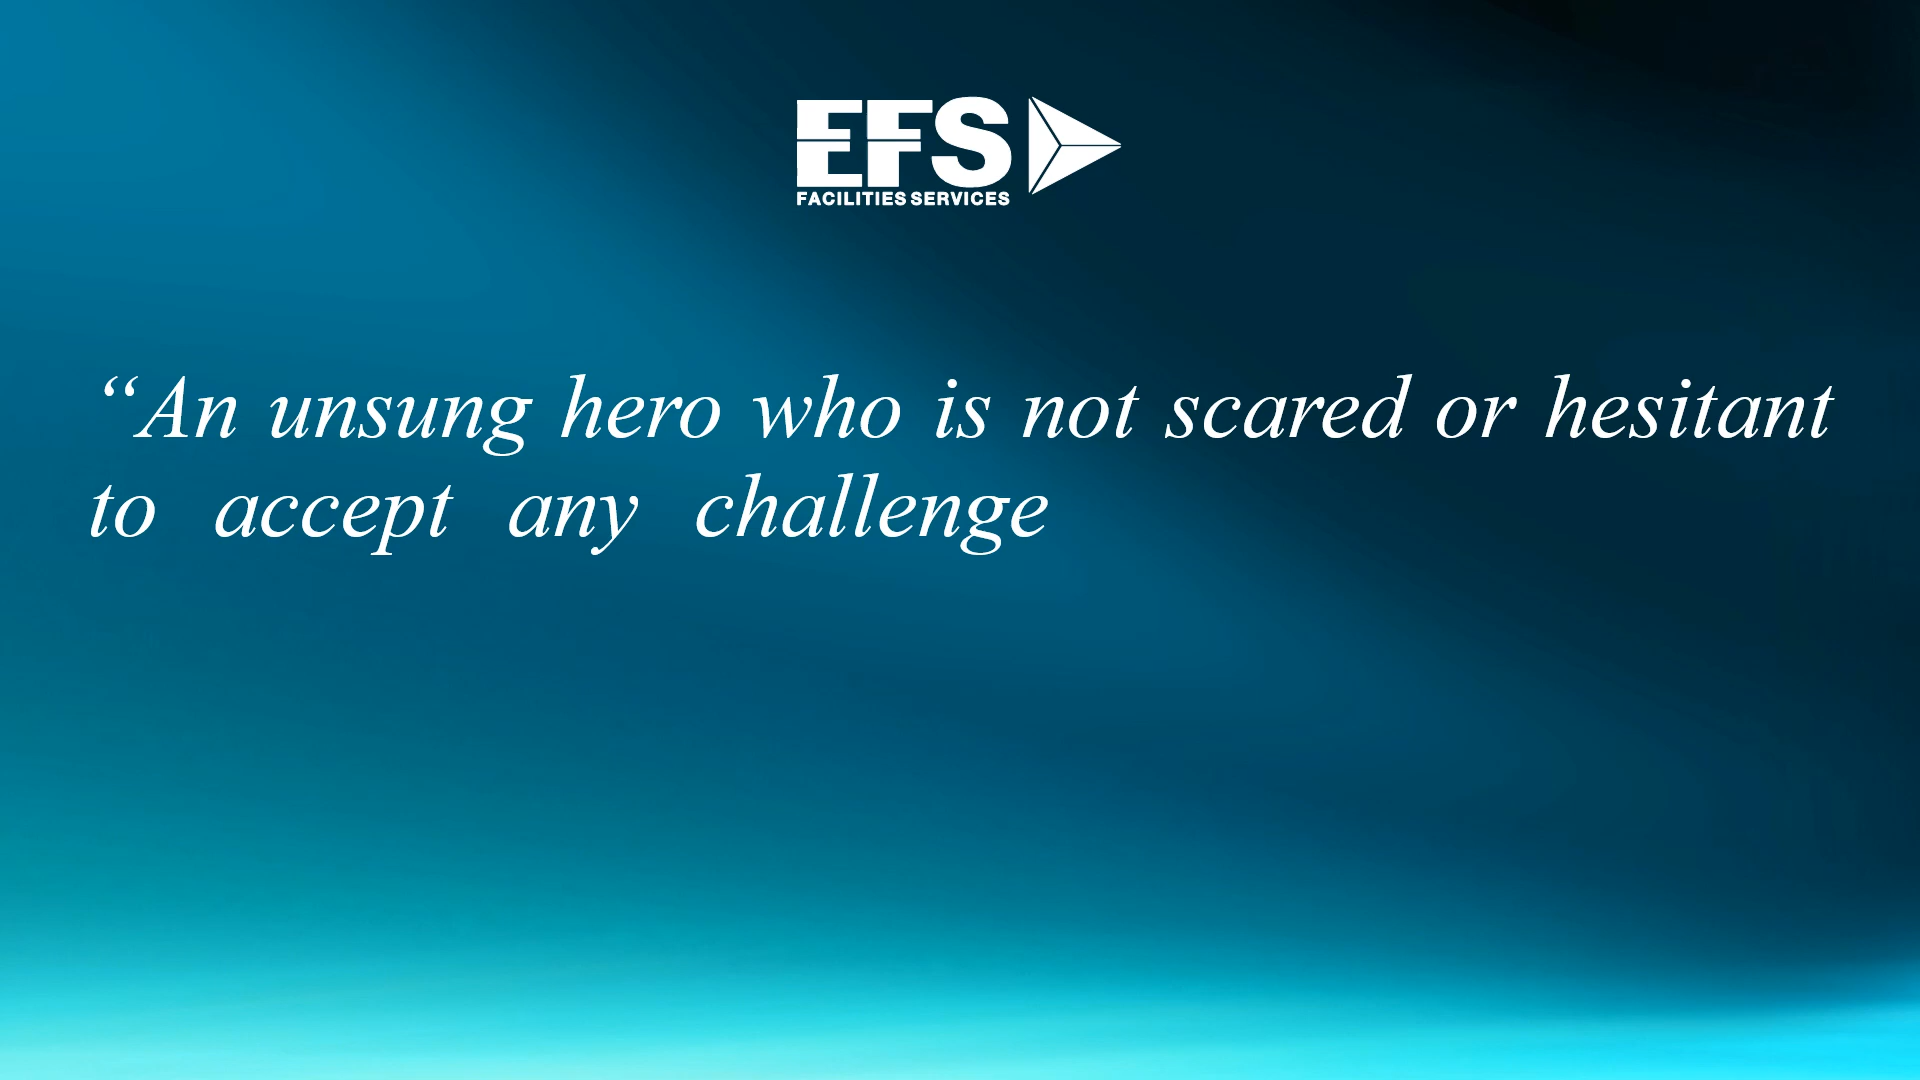 EFS
FACILITIES SERVICES
“An unsung hero who is not scared or hesitant
to accept any challenge